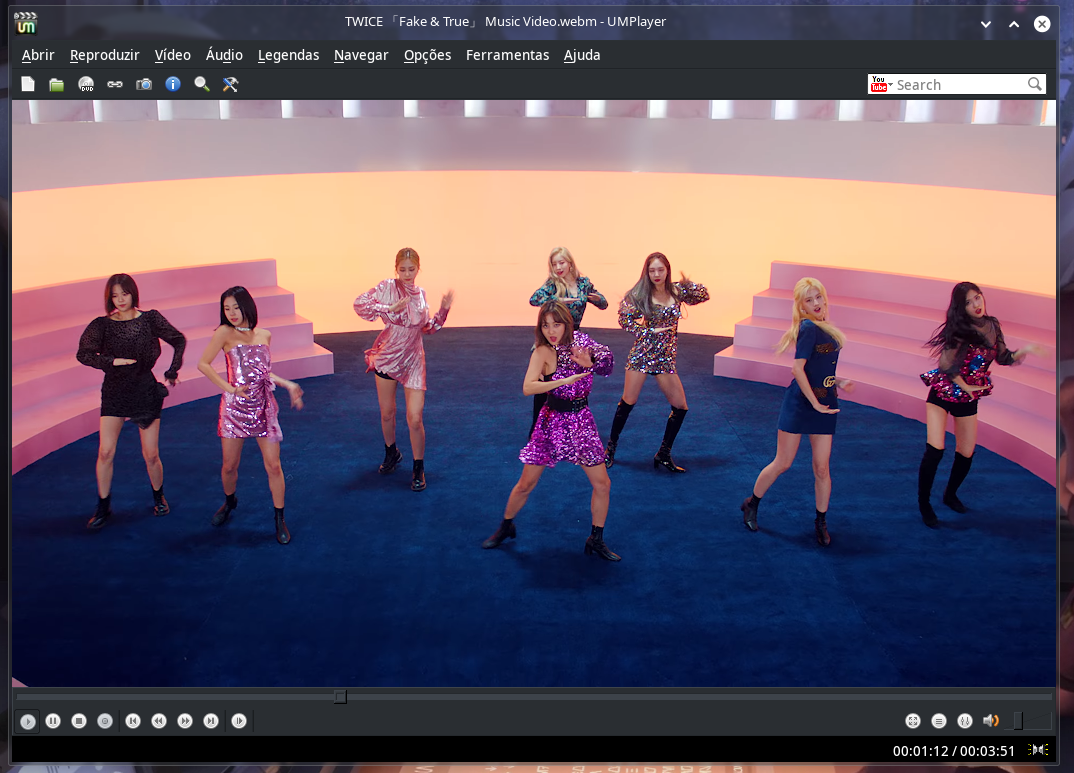 TWICE 「Fake & True」 Music Video.webm - UMPlayer
Abrir Reproduzir Vídeo Áudio Legendas Navegar Opções Ferramentas Ajuda
DVD
You Tube Search
00:01:12 / 00:03:51